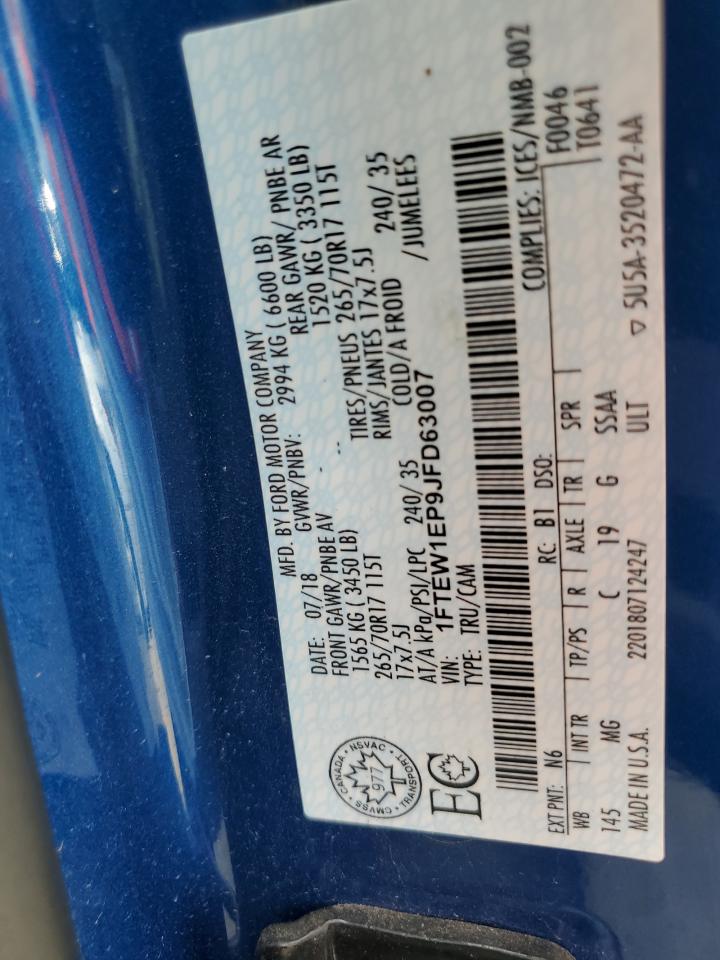 MFD. BY FORD MOTOR COMPANY
DATE: 07/18 GVWR/PNBV: 2994 KG ( 6600 LB)
FRONT GAWR/PNBE AV - REAR GAWR/ PNBE AR
1565 KG ( 3450 LB) -- 1520 KG ( 3350 LB)
265/70R17 115T TIRES/PNEUS 265/70R17 115T
17x7.5J RIMS/JANTES 17x7.5J
AT/A kPa/PSI/LPC 240/ 35 COLD/A FROID 240/ 35
VIN: 1FTEW1EP9JFD63007 /JUMELEES
TYPE: TRU/CAM
CANADA · NSVAC · TRANSPORT · CMVSS
977
EC
COMPLIES: ICES/NMB-002
EXT PNT: N6 RC: B1 DSO: F0046
WB INT TR TP/PS R AXLE TR SPR T0641
145 MG C 19 G SSAA
MADE IN U.S.A. 2201807124247 ULT ▽ 5U5A-3520472-AA